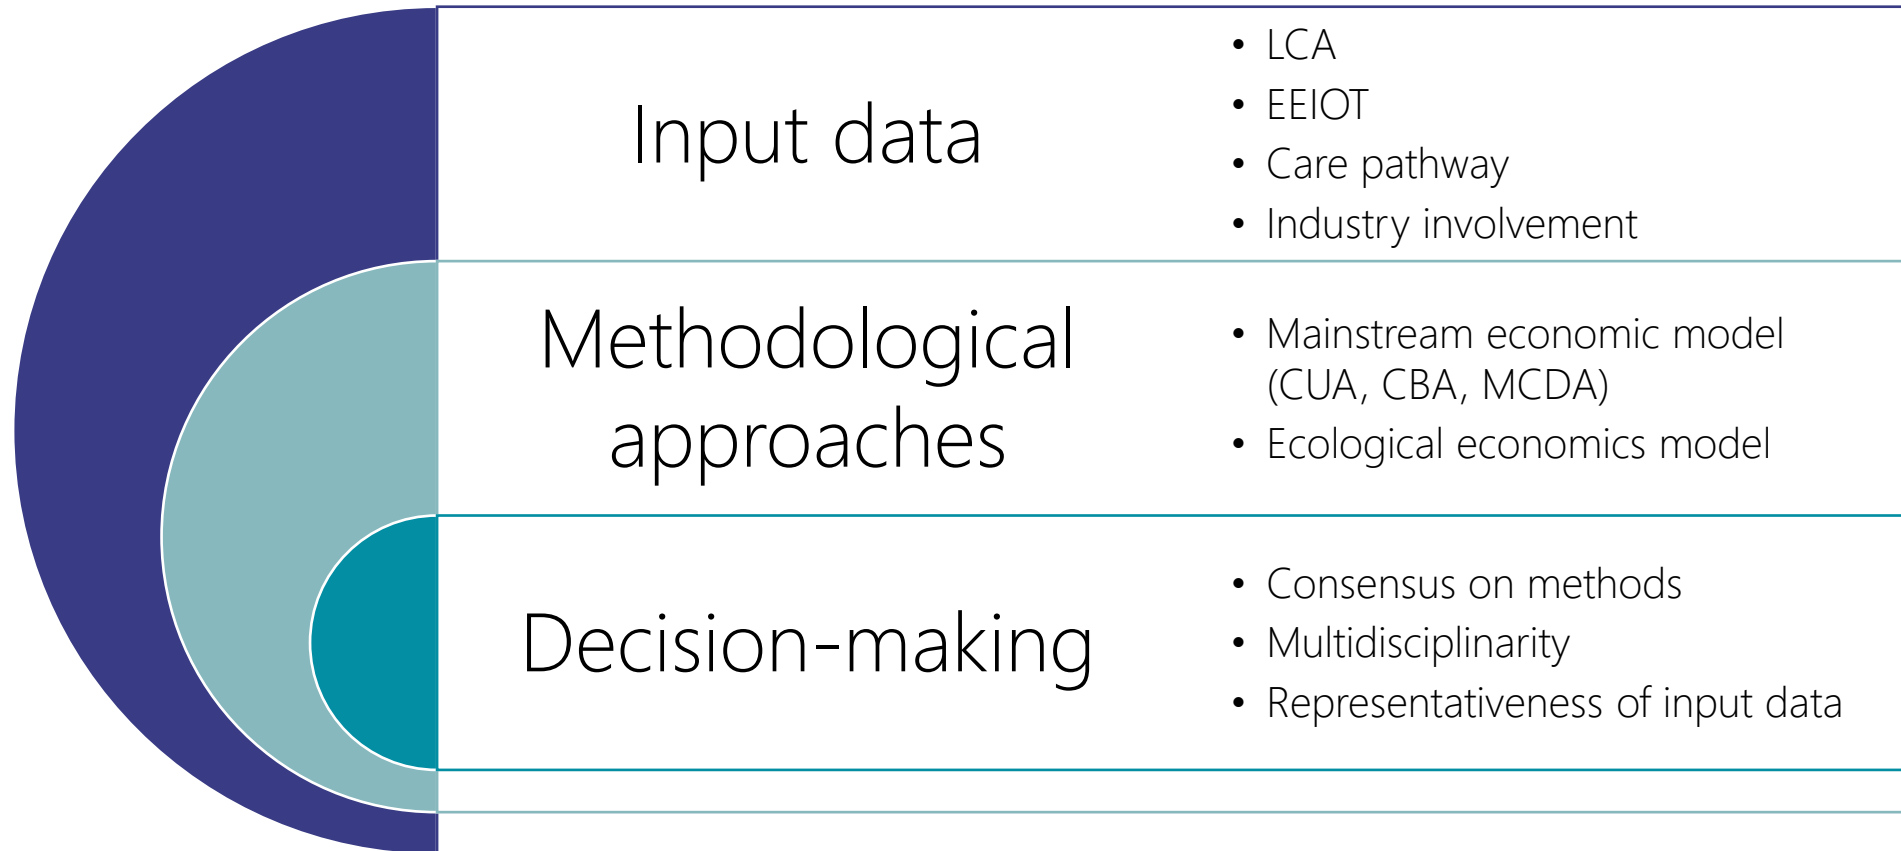 Input data
• LCA
• EEIOT
• Care pathway
• Industry involvement
Methodological
approaches
• Mainstream economic model
(CUA, CBA, MCDA)
• Ecological economics model
Decision-making
• Consensus on methods
• Multidisciplinarity
• Representativeness of input data